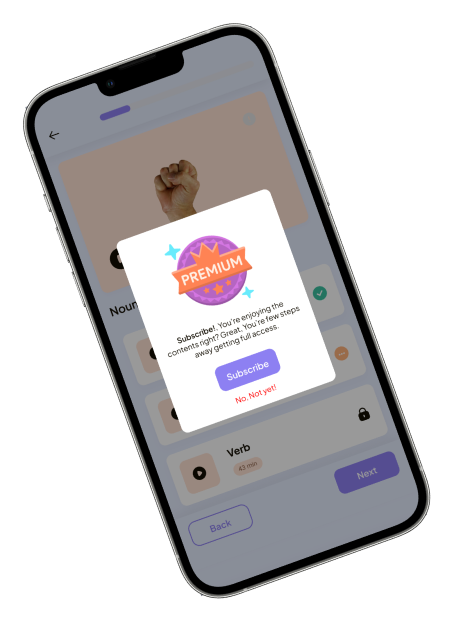 PREMIUM
Subscribe!. You're enjoying the
contents right? Great. You're few steps
away getting full access.
Subscribe
No, Not yet!
Verb
43 min
Next
Back